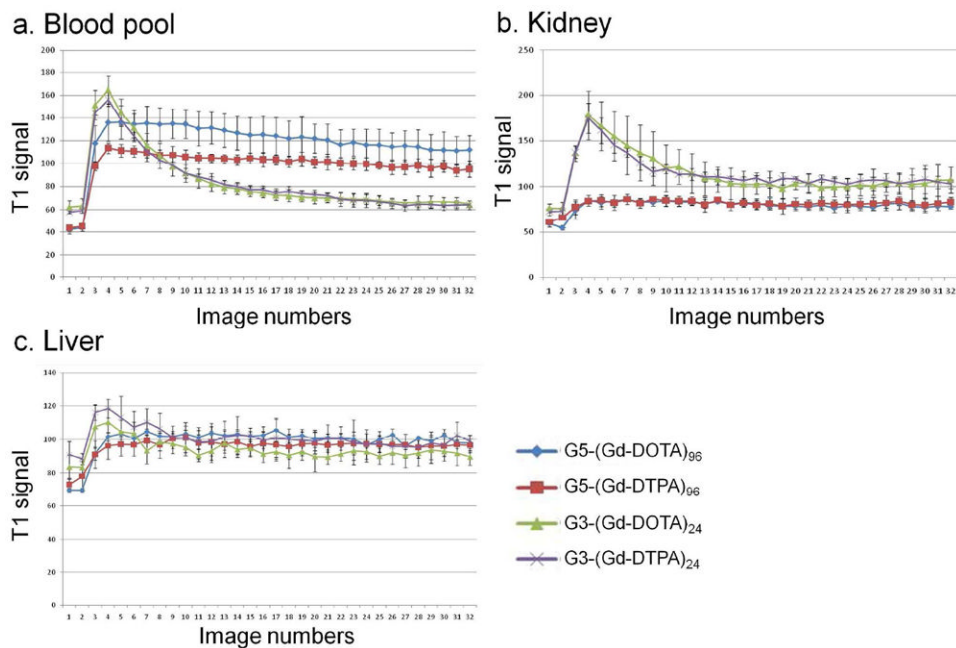 a. Blood pool
T1 signal
200
180
160
140
120
100
80
60
40
20
0
1 2 3 4 5 6 7 8 9 10 11 12 13 14 15 16 17 18 19 20 21 22 23 24 25 26 27 28 29 30 31 32
Image numbers
b. Kidney
T1 signal
250
200
150
100
50
0
1 2 3 4 5 6 7 8 9 10 11 12 13 14 15 16 17 18 19 20 21 22 23 24 25 26 27 28 29 30 31 32
Image numbers
c. Liver
T1 signal
140
120
100
80
60
40
20
0
1 2 3 4 5 6 7 8 9 10 11 12 13 14 15 16 17 18 19 20 21 22 23 24 25 26 27 28 29 30 31 32
Image numbers
G5-(Gd-DOTA)96
G5-(Gd-DTPA)96
G3-(Gd-DOTA)24
G3-(Gd-DTPA)24